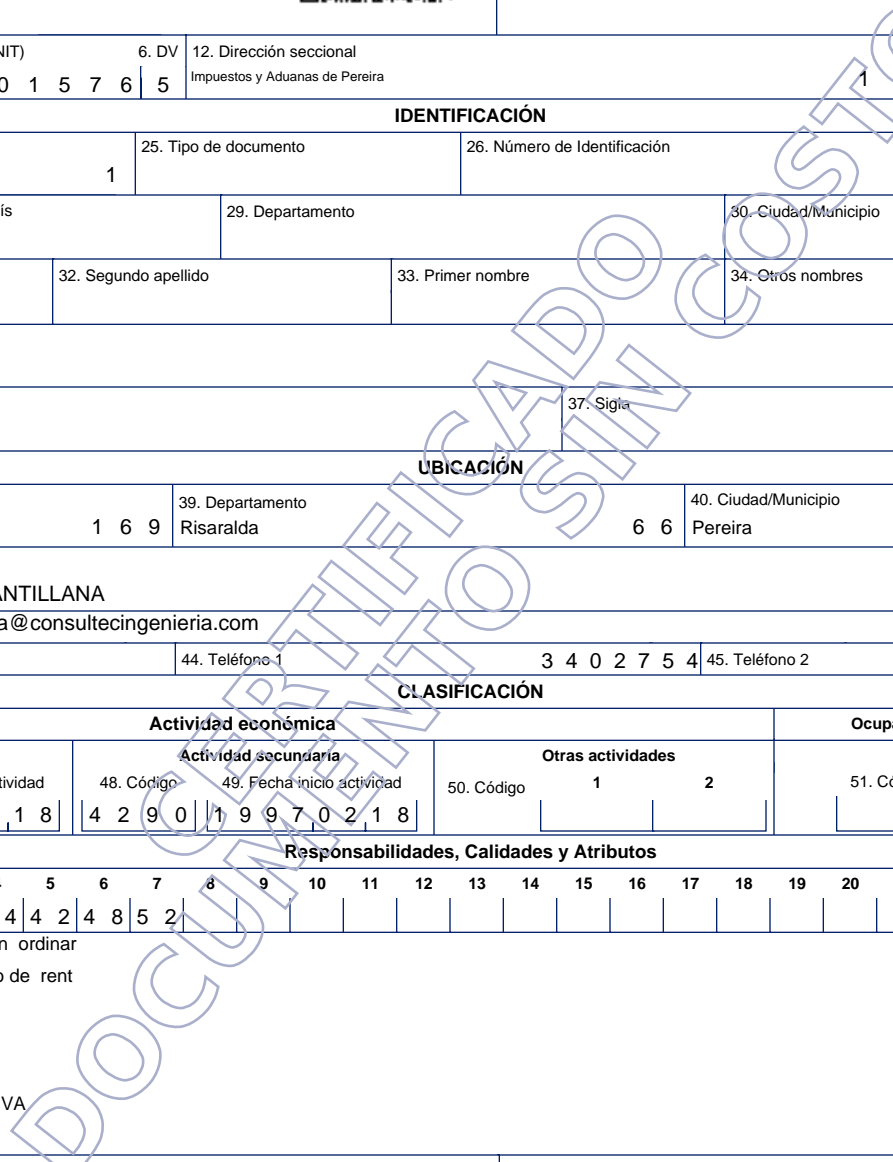 NIT) 6. DV 12. Dirección seccional
0 1 5 7 6 5 Impuestos y Aduanas de Pereira 1
IDENTIFICACIÓN
25. Tipo de documento 26. Número de Identificación
1
ís 29. Departamento 30. Ciudad/Municipio
32. Segundo apellido 33. Primer nombre 34. Otros nombres
37. Sigla
UBICACIÓN
39. Departamento 40. Ciudad/Municipio
1 6 9 Risaralda 6 6 Pereira
ANTILLANA
a@consultecingenieria.com
44. Teléfono 1 3 4 0 2 7 5 4 45. Teléfono 2
CLASIFICACIÓN
Actividad económica Ocupa
Actividad secundaria Otras actividades
tividad 48. Código 49. Fecha inicio actividad 50. Código 1 2 51. Có
1 8 4 2 9 0 1 9 9 7 0 2 1 8
Responsabilidades, Calidades y Atributos
5 6 7 8 9 10 11 12 13 14 15 16 17 18 19 20
4 4 2 4 8 5 2
n ordinar
o de rent
IVA
CERTIFICADO
DOCUMENTO SIN COSTO